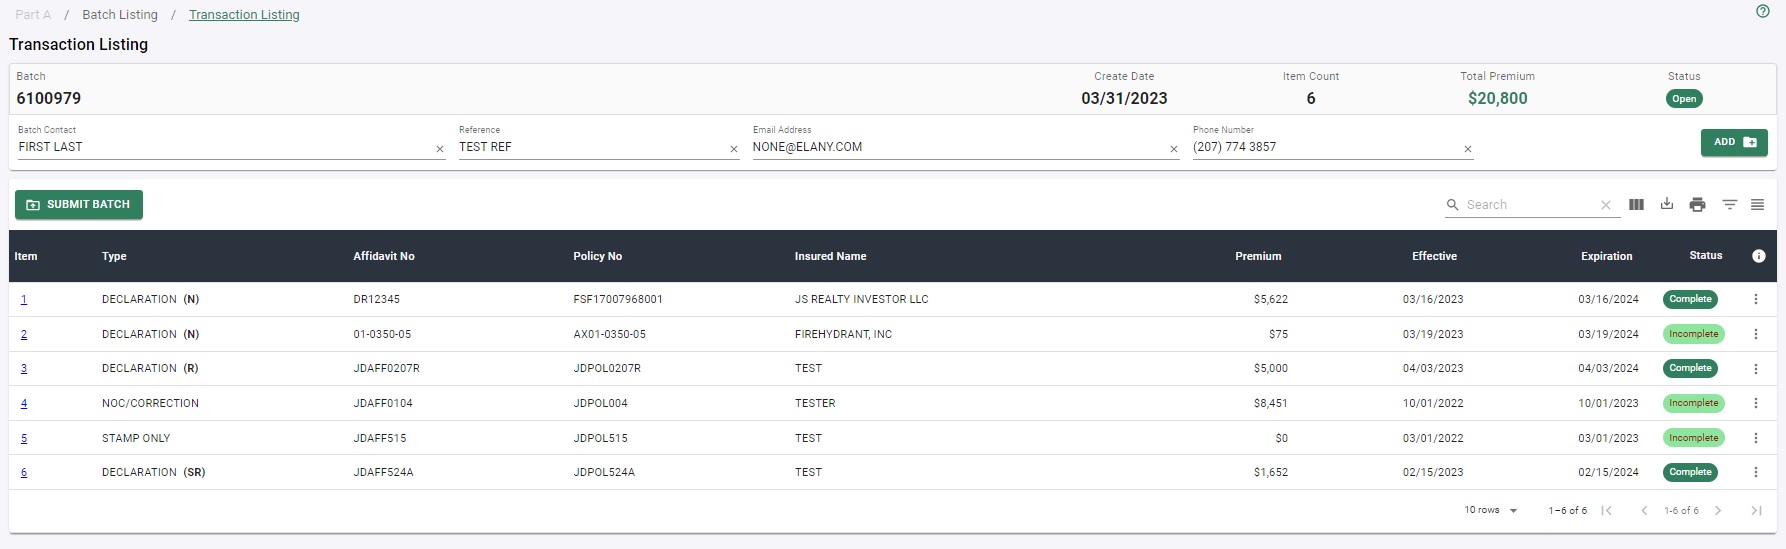 Part A / Batch Listing / Transaction Listing
Transaction Listing
Batch Create Date Item Count Total Premium Status
6100979 03/31/2023 6 $20,800 Open
Batch Contact Reference Email Address Phone Number
FIRST LAST TEST REF NONE@ELANY.COM (207) 774 3857 ADD
SUBMIT BATCH Search
Item Type Affidavit No Policy No Insured Name Premium Effective Expiration Status
1 DECLARATION (N) DR12345 FSF17007968001 JS REALTY INVESTOR LLC $5,622 03/16/2023 03/16/2024 Complete
2 DECLARATION (N) 01-0350-05 AX01-0350-05 FIREHYDRANT, INC $75 03/19/2023 03/19/2024 Incomplete
3 DECLARATION (R) JDAFF0207R JDPOL0207R TEST $5,000 04/03/2023 04/03/2024 Complete
4 NOC/CORRECTION JDAFF0104 JDPOL004 TESTER $8,451 10/01/2022 10/01/2023 Incomplete
5 STAMP ONLY JDAFF515 JDPOL515 TEST $0 03/01/2022 03/01/2023 Incomplete
6 DECLARATION (SR) JDAFF524A JDPOL524A TEST $1,652 02/15/2023 02/15/2024 Complete
10 rows 1–6 of 6 1-6 of 6